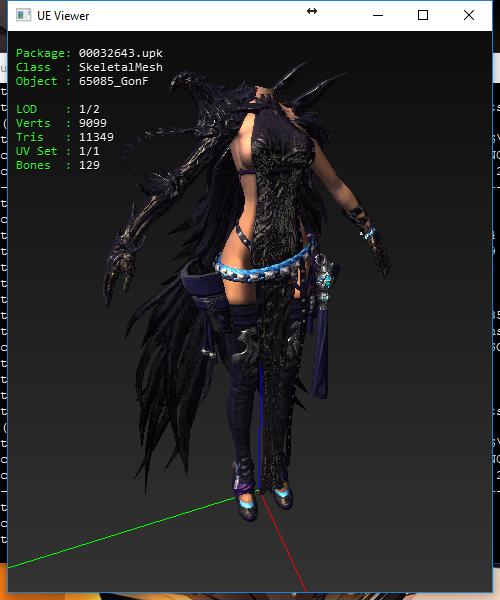 UE Viewer
Package: 00032643.upk
Class : SkeletalMesh
Object : 65085_GonF
LOD : 1/2
Verts : 9099
Tris : 11349
UV Set : 1/1
Bones : 129